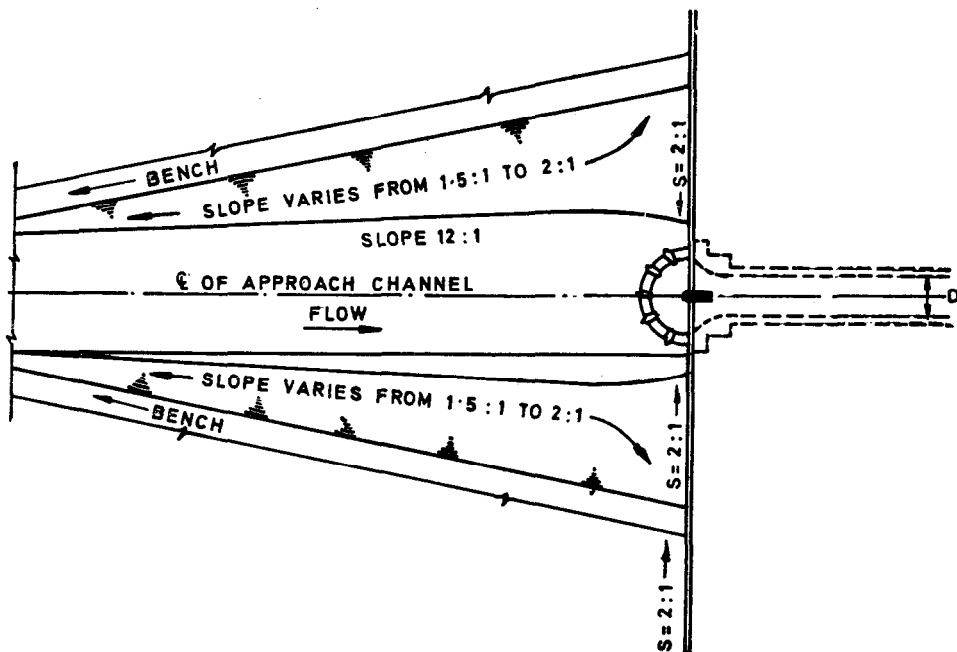 BENCH
SLOPE VARIES FROM 1·5:1 TO 2:1
S=2:1
SLOPE 12:1
℄ OF APPROACH CHANNEL
FLOW
D
SLOPE VARIES FROM 1·5:1 TO 2:1
BENCH
S=2:1
S=2:1